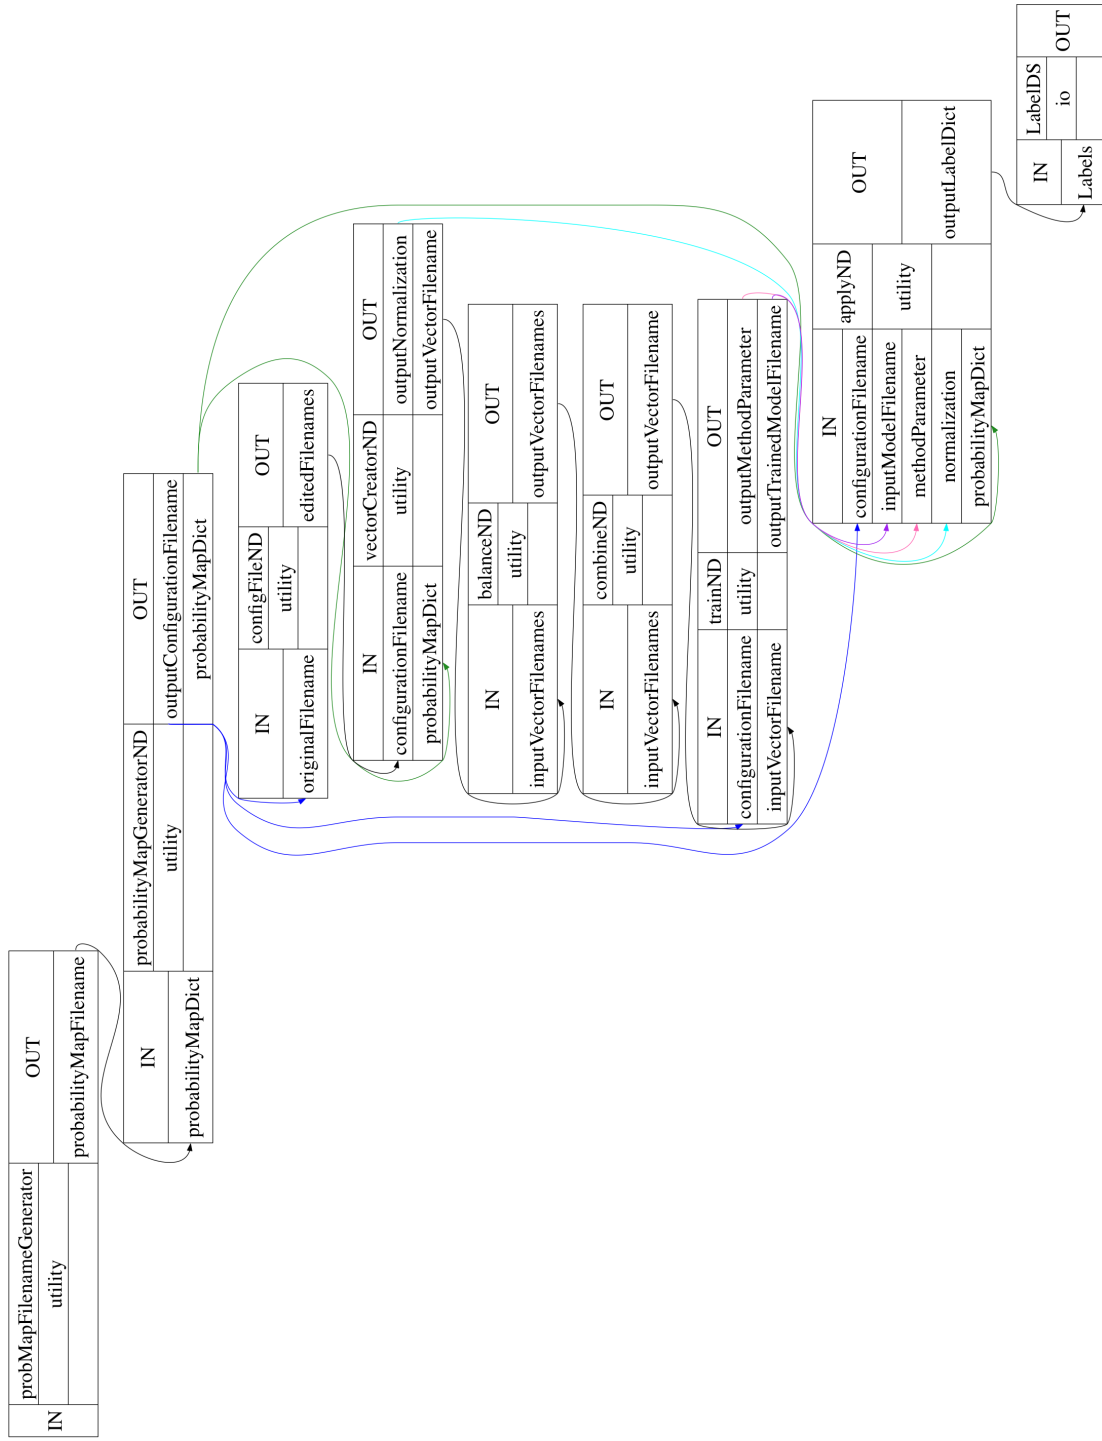 IN
probMapFilenameGenerator
utility
OUT
probabilityMapFilename
IN
probabilityMapDict
probabilityMapGeneratorND
utility
OUT
outputConfigurationFilename
probabilityMapDict
IN
originalFilename
configFileND
utility
OUT
editedFilenames
IN
configurationFilename
probabilityMapDict
vectorCreatorND
utility
OUT
outputNormalization
outputVectorFilename
IN
inputVectorFilenames
balanceND
utility
OUT
outputVectorFilenames
IN
inputVectorFilenames
combineND
utility
OUT
outputVectorFilename
IN
configurationFilename
inputVectorFilename
trainND
utility
OUT
outputMethodParameter
outputTrainedModelFilename
IN
configurationFilename
inputModelFilename
methodParameter
normalization
probabilityMapDict
applyND
utility
OUT
outputLabelDict
IN
Labels
LabelDS
io
OUT